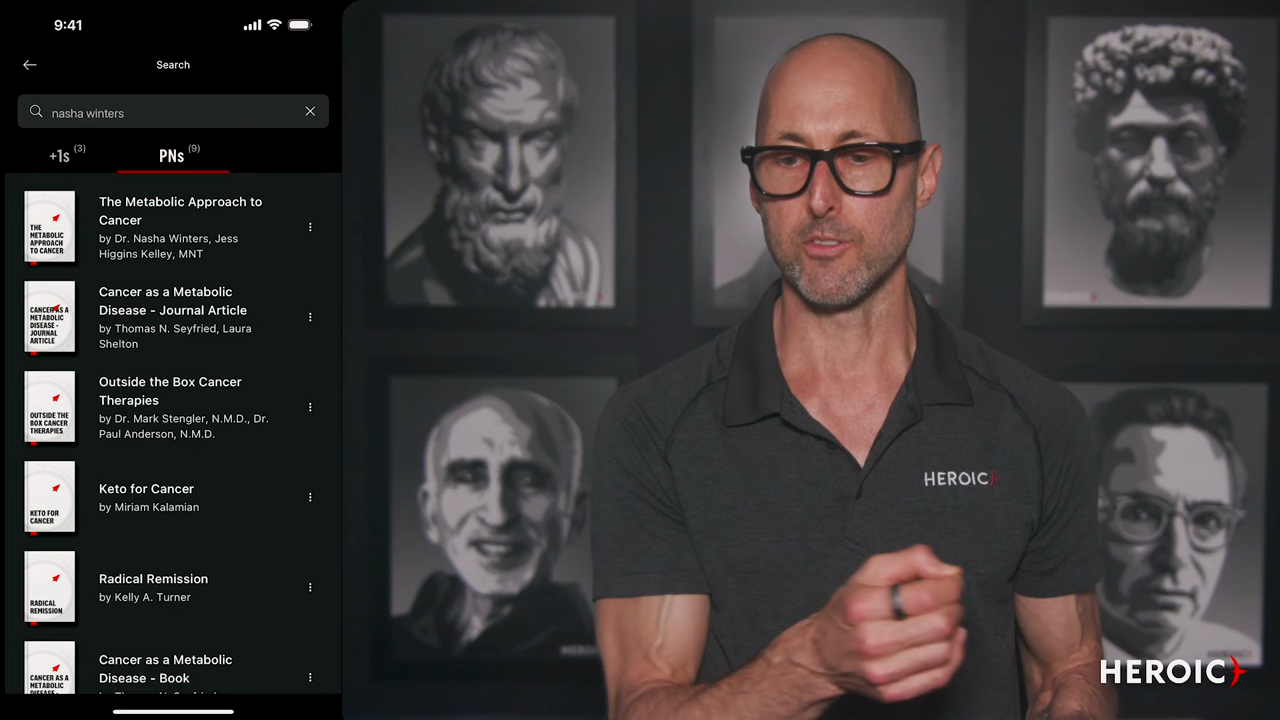 9:41
Search
nasha winters
+1s (3)
PNs (9)
THE
METABOLIC
APPROACH
TO CANCER
The Metabolic Approach to
Cancer
by Dr. Nasha Winters, Jess
Higgins Kelley, MNT
CANCER AS A
METABOLIC
DISEASE -
JOURNAL
ARTICLE
Cancer as a Metabolic
Disease - Journal Article
by Thomas N. Seyfried, Laura
Shelton
OUTSIDE THE
BOX CANCER
THERAPIES
Outside the Box Cancer
Therapies
by Dr. Mark Stengler, N.M.D., Dr.
Paul Anderson, N.M.D.
KETO FOR
CANCER
Keto for Cancer
by Miriam Kalamian
RADICAL
REMISSION
Radical Remission
by Kelly A. Turner
CANCER AS A
METABOLIC
Cancer as a Metabolic
Disease - Book
HEROIC
HEROIC